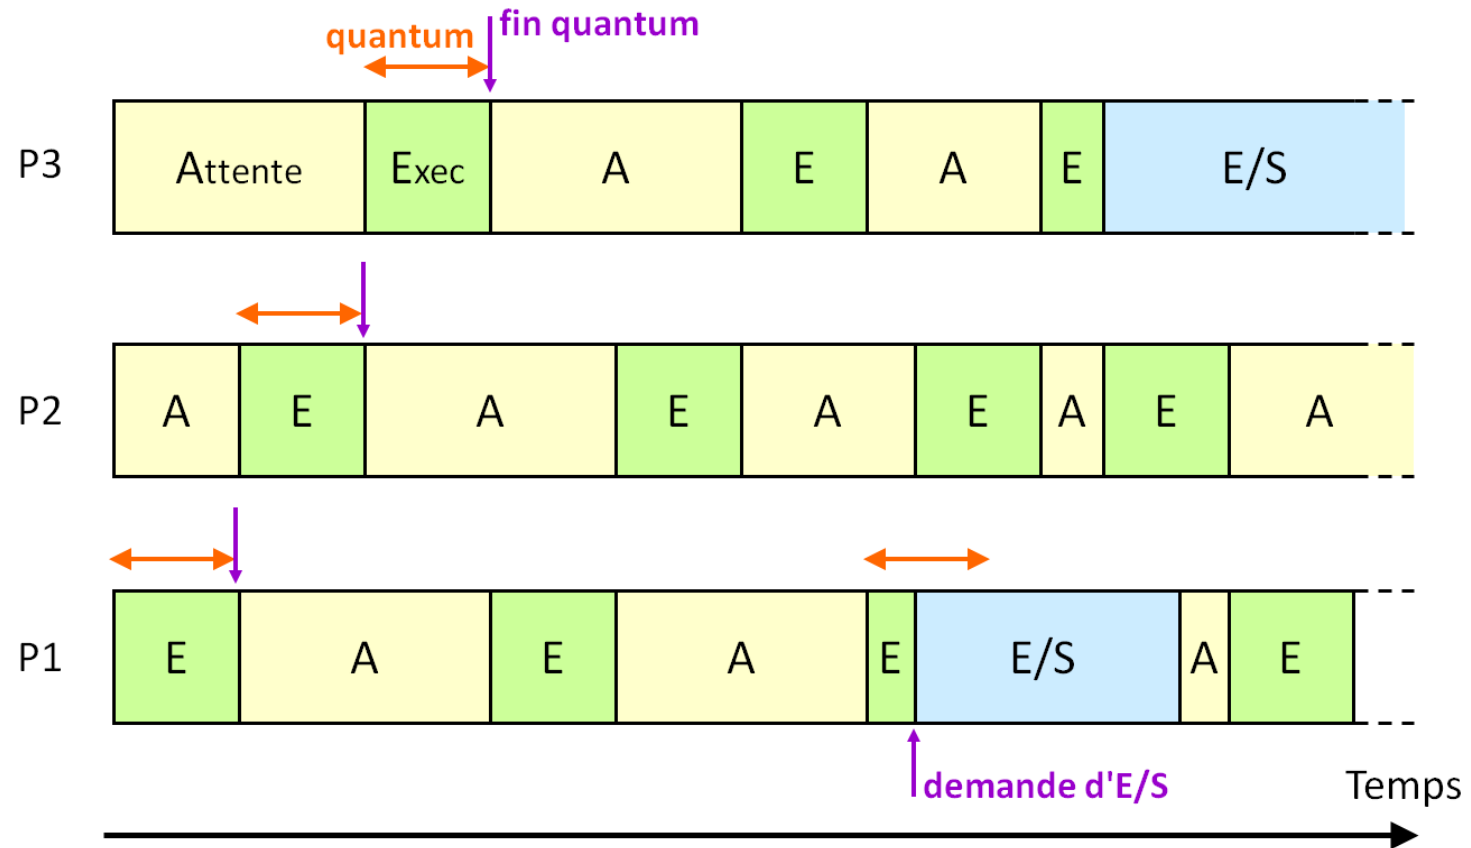 fin quantum
quantum
P3 Attente Exec A E A E E/S
P2 A E A E A E A E A
P1 E A E A E E/S A E
demande d'E/S
Temps